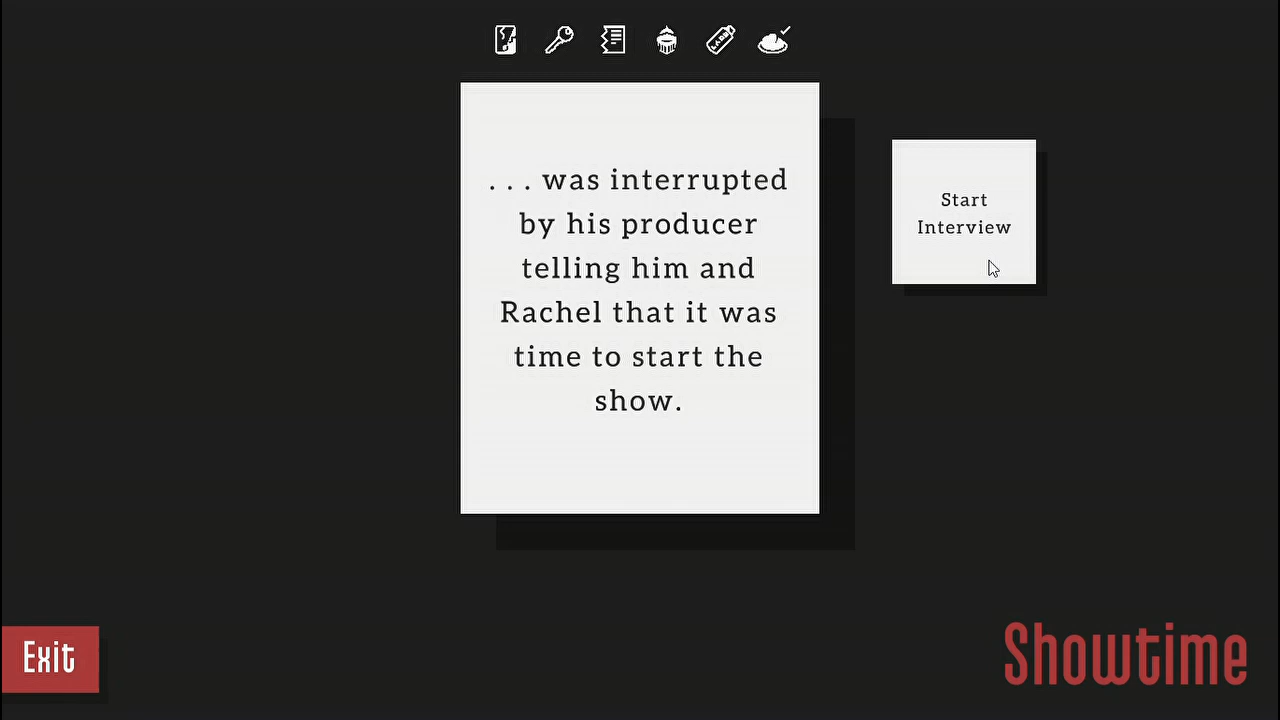 . . . was interrupted
by his producer
telling him and
Rachel that it was
time to start the
show.
Start
Interview
Exit
Showtime